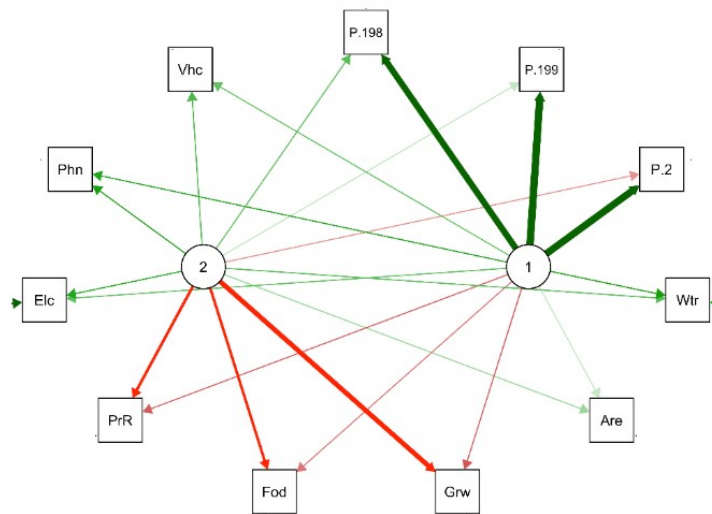 P.198
Vhc
P.199
Phn
P.2
2
1
Elc
Wtr
PrR
Are
Fod
Grw